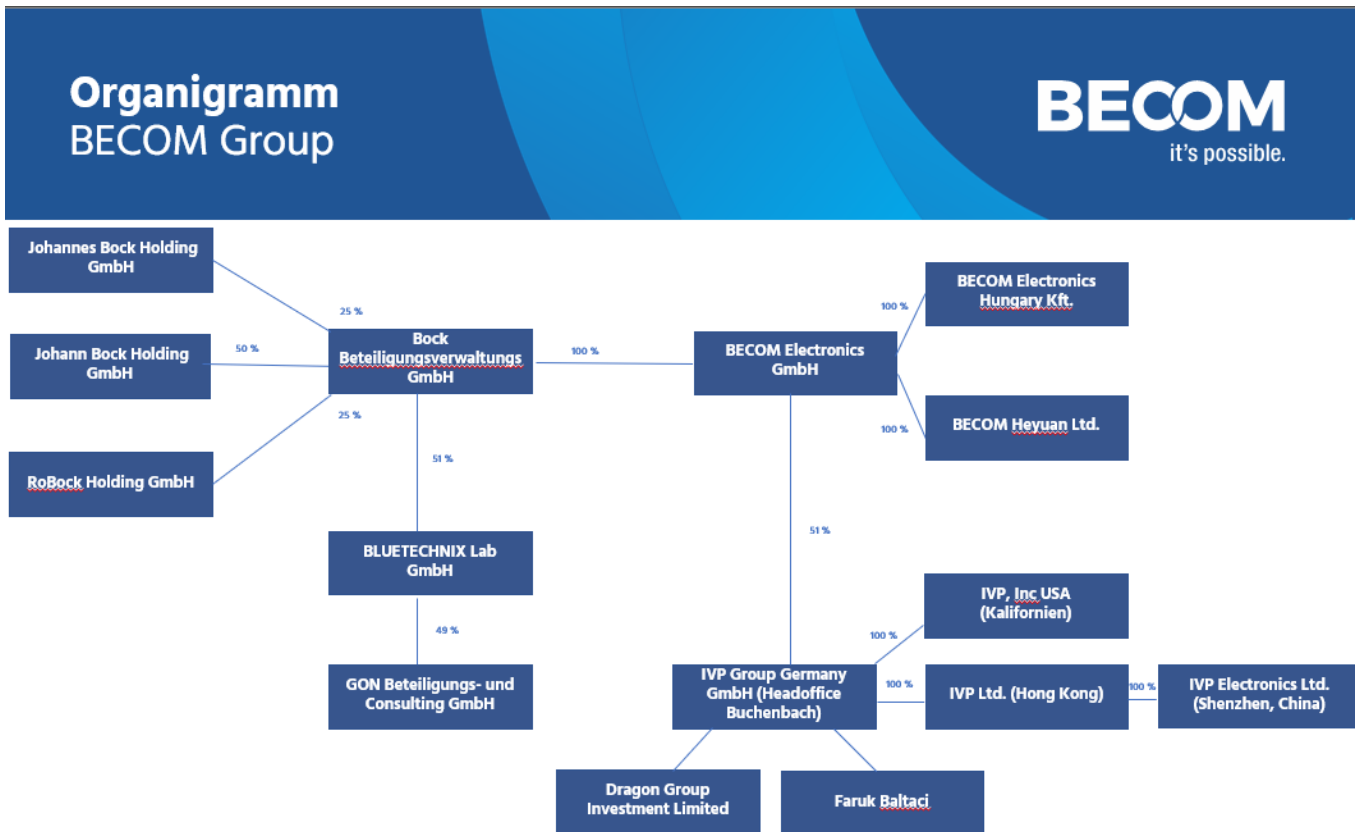 Organigramm
BECOM Group
BECOM
it's possible.
Johannes Bock Holding
GmbH
25 %
Johann Bock Holding
GmbH
50 %
RoBock Holding GmbH
25 %
Bock
Beteiligungsverwaltungs
GmbH
100 %
BECOM Electronics
GmbH
100 %
BECOM Electronics
Hungary Kft.
100 %
BECOM Heyuan Ltd.
51 %
BLUETECHNIX Lab
GmbH
49 %
GON Beteiligungs- und
Consulting GmbH
51 %
IVP Group Germany
GmbH (Headoffice
Buchenbach)
100 %
IVP, Inc USA
(Kalifornien)
100 %
IVP Ltd. (Hong Kong)
100 %
IVP Electronics Ltd.
(Shenzhen, China)
Dragon Group
Investment Limited
Faruk Baltaci